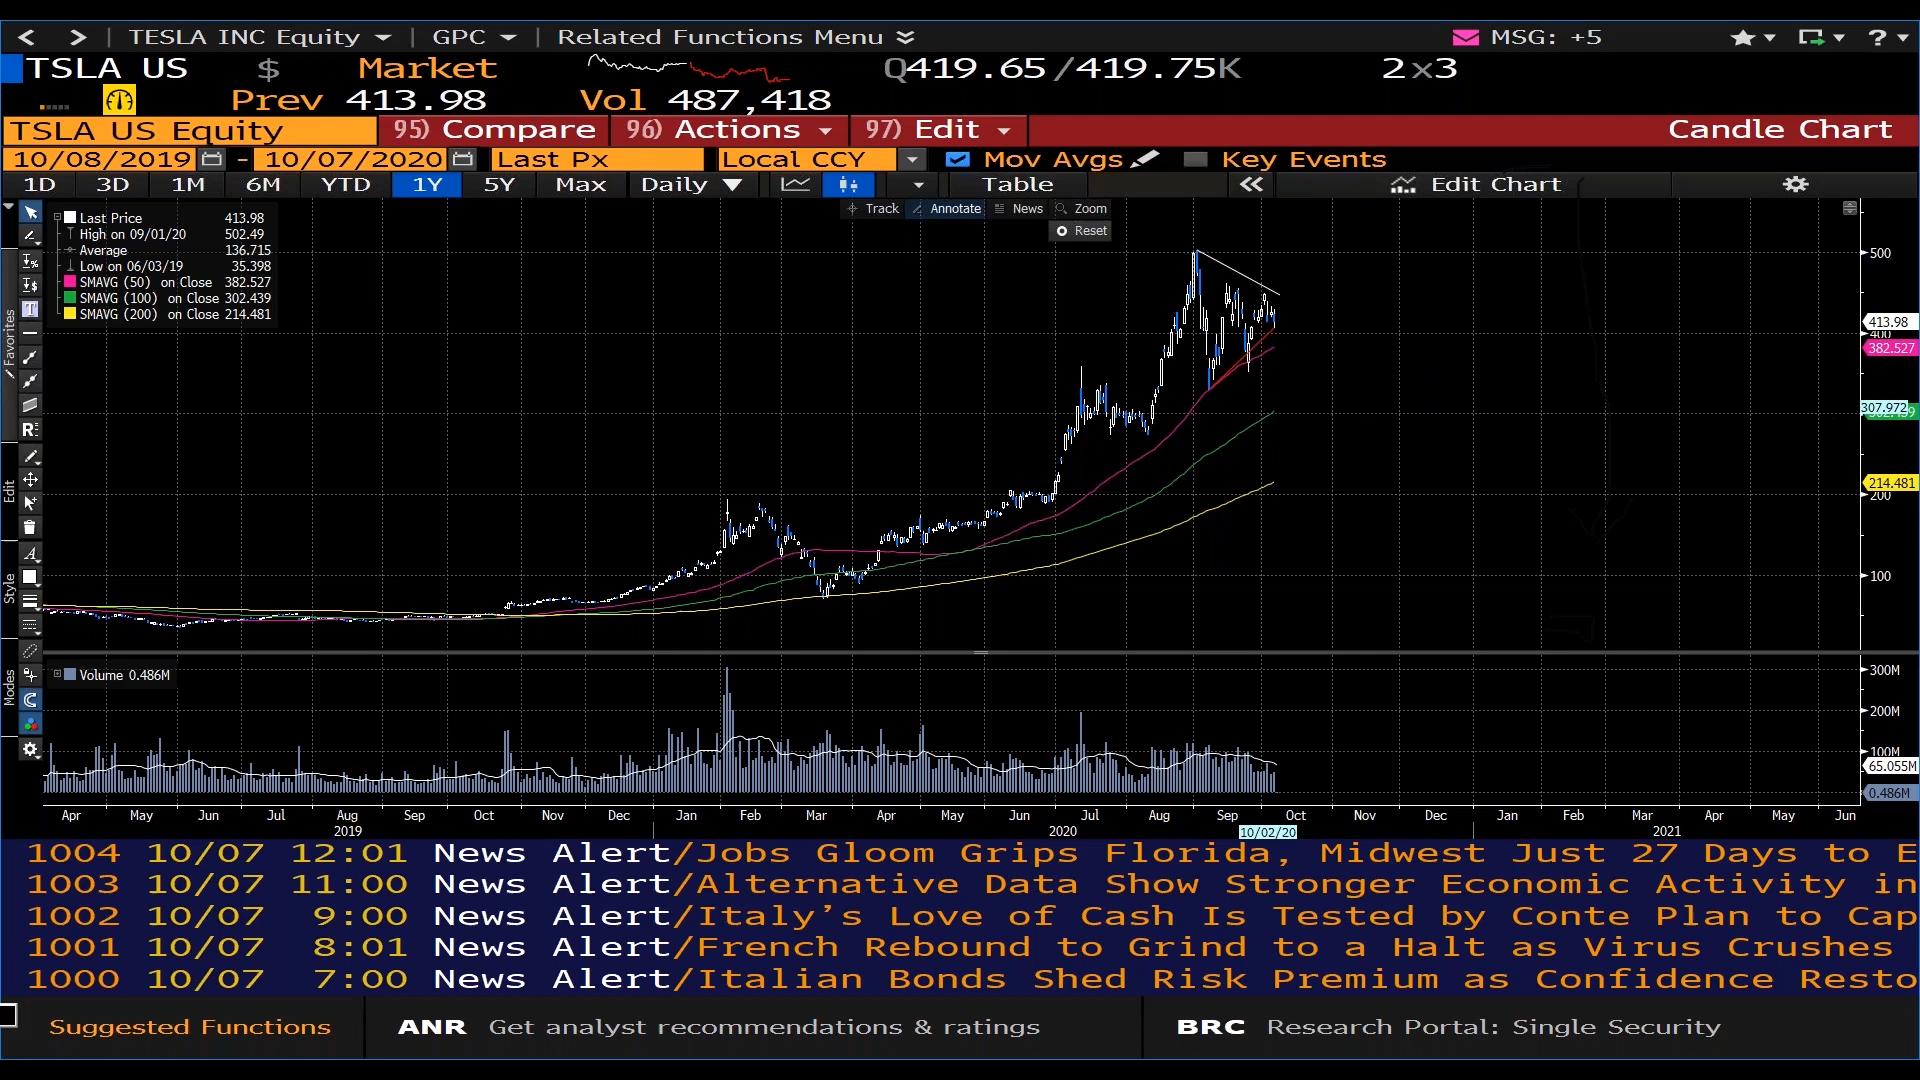 TESLA INC Equity | GPC | Related Functions Menu MSG: +5 ?
TSLA US $ Market Q419.65/419.75K 2x3
Prev 413.98 Vol 487,418
TSLA US Equity 95) Compare 96) Actions 97) Edit Candle Chart
10/08/2019 - 10/07/2020 Last Px Local CCY Mov Avgs Key Events
1D 3D 1M 6M YTD 1Y 5Y Max Daily Table Edit Chart
Track Annotate News Zoom
Reset
Last Price 413.98
High on 09/01/20 502.49
Average 136.715
Low on 06/03/19 35.398
SMAVG (50) on Close 382.527
SMAVG (100) on Close 302.439
SMAVG (200) on Close 214.481
Favorites
Edit
Style
Modes
500
413.98
400
382.527
307.972
214.481
200
100
Volume 0.486M
300M
200M
100M
65.055M
0.486M
Apr May Jun Jul Aug Sep Oct Nov Dec Jan Feb Mar Apr May Jun Jul Aug Sep Oct Nov Dec Jan Feb Mar Apr May Jun
2019 2020 10/02/20 2021
1004 10/07 12:01 News Alert/Jobs Gloom Grips Florida, Midwest Just 27 Days to E
1003 10/07 11:00 News Alert/Alternative Data Show Stronger Economic Activity in
1002 10/07 9:00 News Alert/Italy’s Love of Cash Is Tested by Conte Plan to Cap
1001 10/07 8:01 News Alert/French Rebound to Grind to a Halt as Virus Crushes
1000 10/07 7:00 News Alert/Italian Bonds Shed Risk Premium as Confidence Resto
Suggested Functions ANR Get analyst recommendations & ratings BRC Research Portal: Single Security